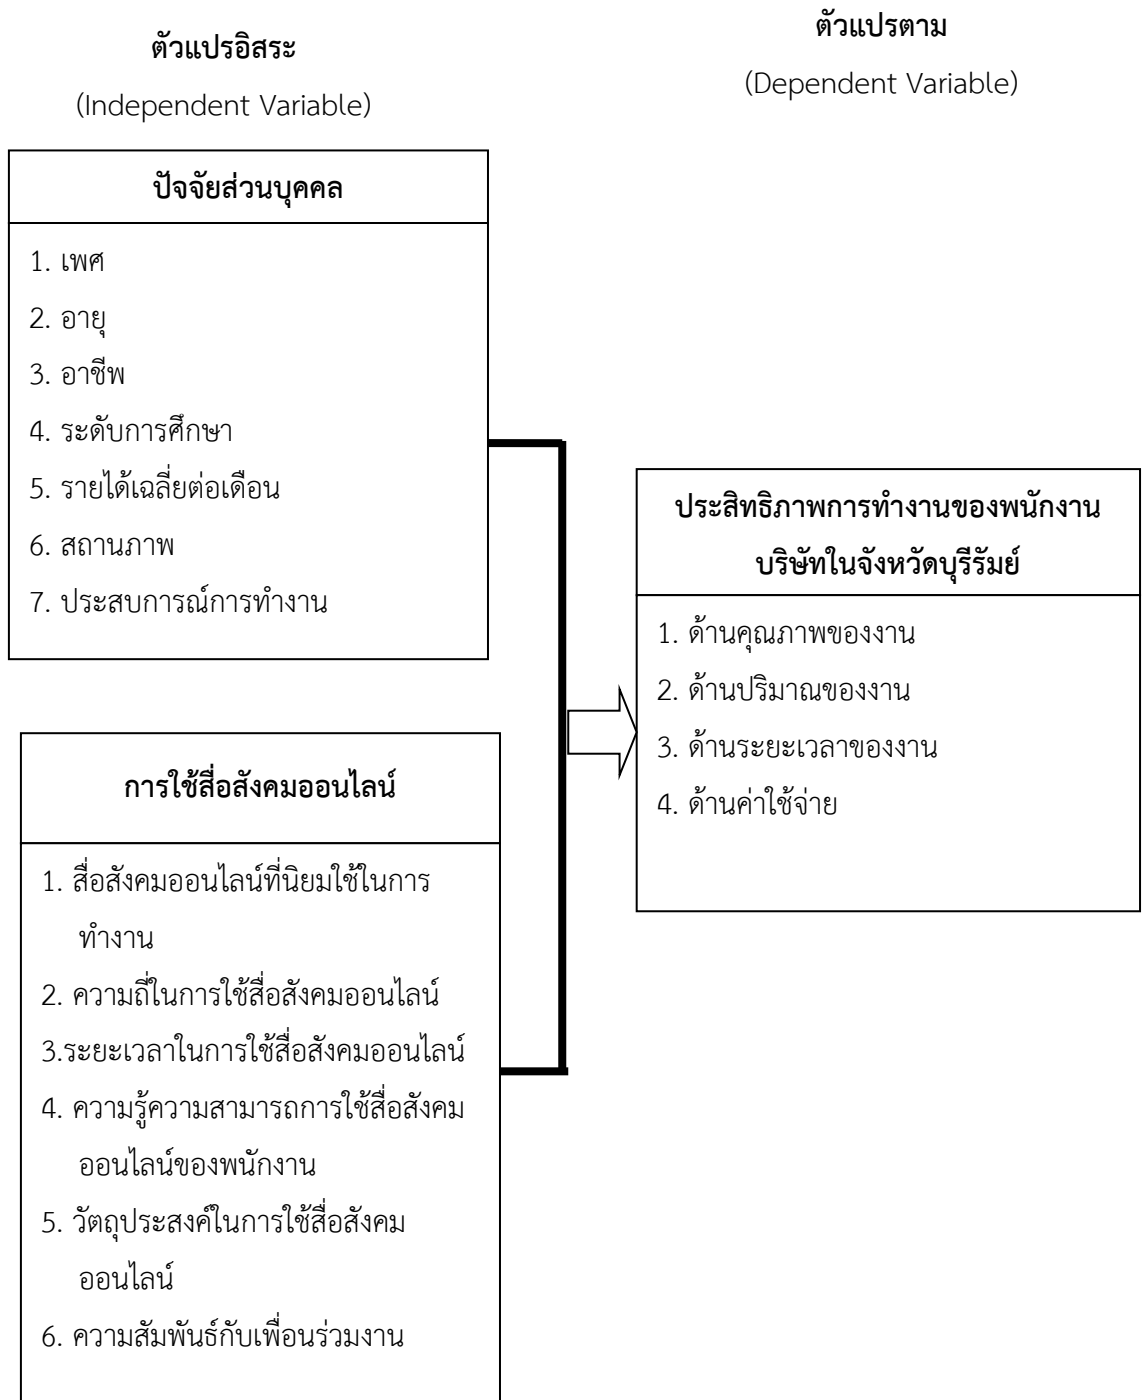 ตัวแปรอิสระ
(Independent Variable)
ตัวแปรตาม
(Dependent Variable)
ปัจจัยส่วนบุคคล
1. เพศ
2. อายุ
3. อาชีพ
4. ระดับการศึกษา
5. รายได้เฉลี่ยต่อเดือน
6. สถานภาพ
7. ประสบการณ์การทำงาน
การใช้สื่อสังคมออนไลน์
1. สื่อสังคมออนไลน์ที่นิยมใช้ในการ
ทำงาน
2. ความถี่ในการใช้สื่อสังคมออนไลน์
3.ระยะเวลาในการใช้สื่อสังคมออนไลน์
4. ความรู้ความสามารถการใช้สื่อสังคม
ออนไลน์ของพนักงาน
5. วัตถุประสงค์ในการใช้สื่อสังคม
ออนไลน์
6. ความสัมพันธ์กับเพื่อนร่วมงาน
ประสิทธิภาพการทำงานของพนักงาน
บริษัทในจังหวัดบุรีรัมย์
1. ด้านคุณภาพของงาน
2. ด้านปริมาณของงาน
3. ด้านระยะเวลาของงาน
4. ด้านค่าใช้จ่าย